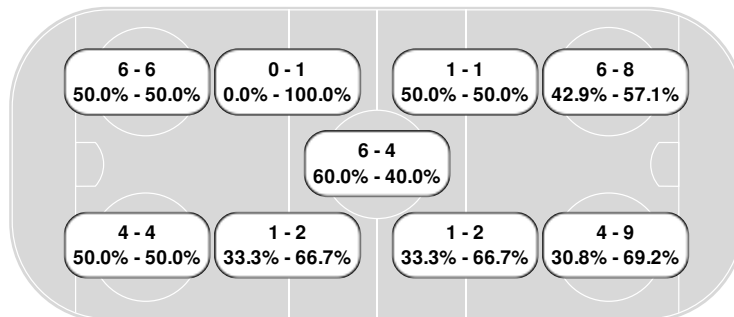 6 - 6
50.0% - 50.0%
0 - 1
0.0% - 100.0%
1 - 1
50.0% - 50.0%
6 - 8
42.9% - 57.1%
6 - 4
60.0% - 40.0%
4 - 4
50.0% - 50.0%
1 - 2
33.3% - 66.7%
1 - 2
33.3% - 66.7%
4 - 9
30.8% - 69.2%